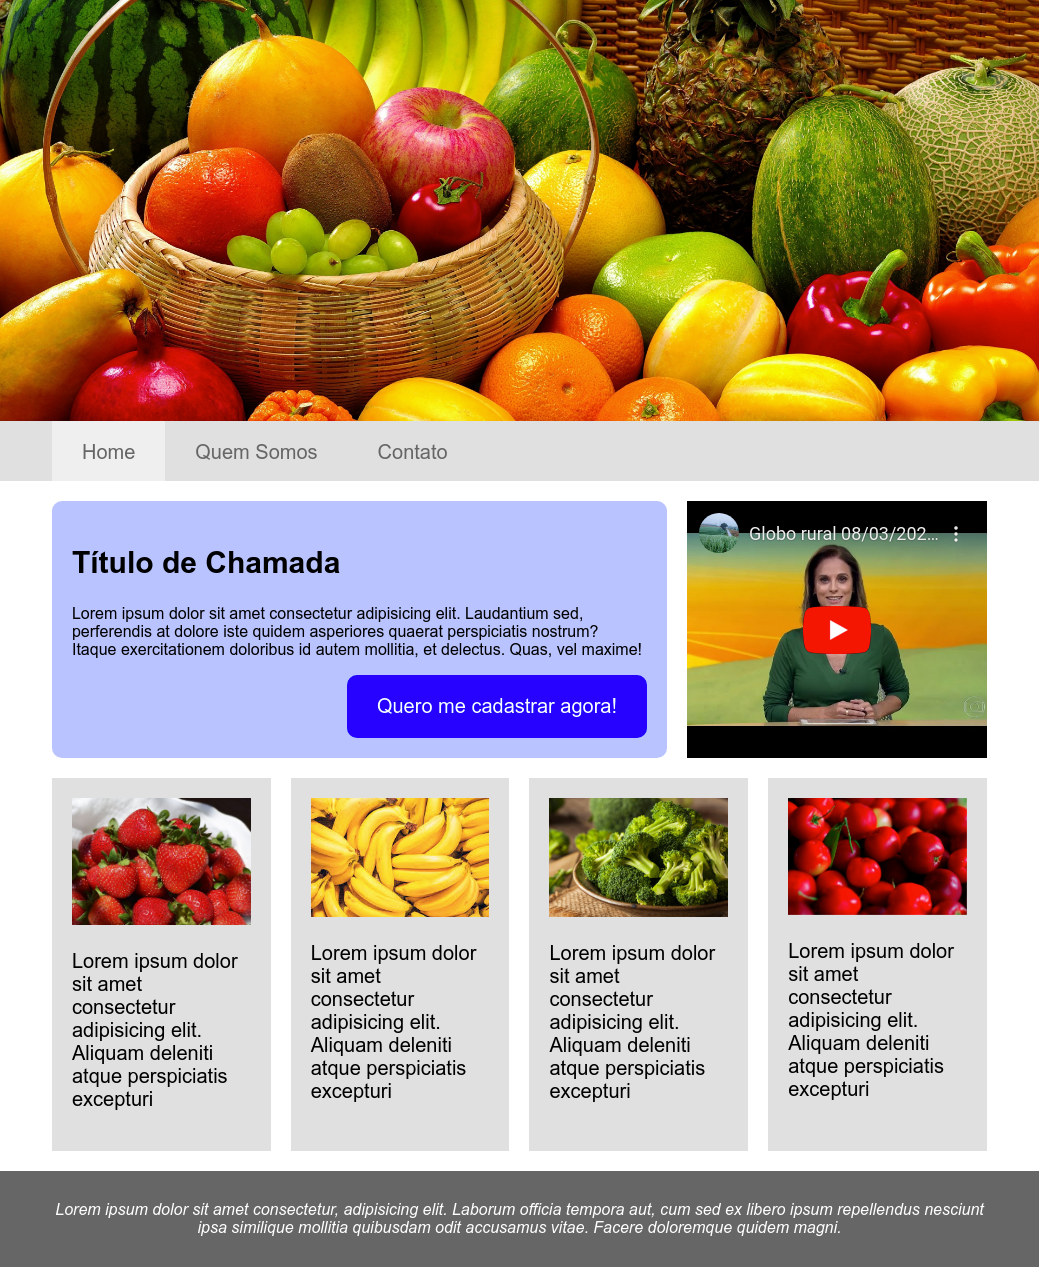 Home Quem Somos Contato
Título de Chamada
Lorem ipsum dolor sit amet consectetur adipisicing elit. Laudantium sed,
perferendis at dolore iste quidem asperiores quaerat perspiciatis nostrum?
Itaque exercitationem doloribus id autem mollitia, et delectus. Quas, vel maxime!
Quero me cadastrar agora!
Globo rural 08/03/202...
Lorem ipsum dolor
sit amet
consectetur
adipisicing elit.
Aliquam deleniti
atque perspiciatis
excepturi
Lorem ipsum dolor
sit amet
consectetur
adipisicing elit.
Aliquam deleniti
atque perspiciatis
excepturi
Lorem ipsum dolor
sit amet
consectetur
adipisicing elit.
Aliquam deleniti
atque perspiciatis
excepturi
Lorem ipsum dolor
sit amet
consectetur
adipisicing elit.
Aliquam deleniti
atque perspiciatis
excepturi
Lorem ipsum dolor sit amet consectetur, adipisicing elit. Laborum officia tempora aut, cum sed ex libero ipsum repellendus nesciunt
ipsa similique mollitia quibusdam odit accusamus vitae. Facere doloremque quidem magni.